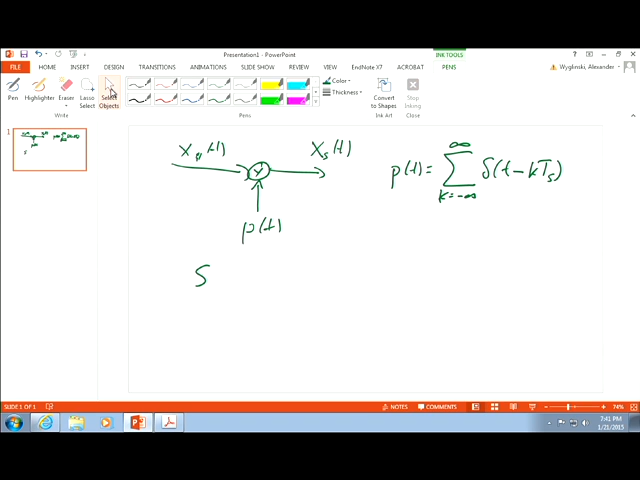 Presentation1 - PowerPoint
INK TOOLS
FILE HOME INSERT DESIGN TRANSITIONS ANIMATIONS SLIDE SHOW REVIEW VIEW EndNote X7 ACROBAT PENS
Wyglinski, Alexander
Pen Highlighter Eraser Lasso Select Select Objects
Color
Thickness
Convert to Shapes
Stop Inking
Write Pens Ink Art Close
1
Xₐ(t) Xₛ(t)
x
p(t) = ∑ δ(t - kTₛ)
∞
k=-∞
p(t)
S
SLIDE 1 OF 1 NOTES COMMENTS 74%
7:41 PM
1/21/2015